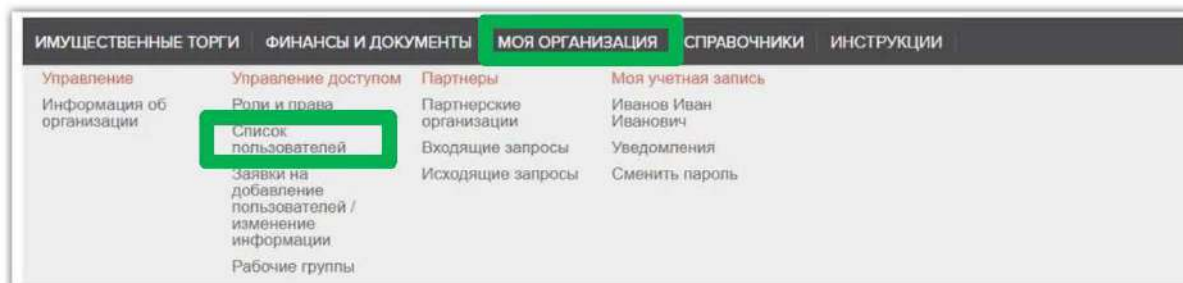 ИМУЩЕСТВЕННЫЕ ТОРГИ ФИНАНСЫ И ДОКУМЕНТЫ МОЯ ОРГАНИЗАЦИЯ СПРАВОЧНИКИ ИНСТРУКЦИИ
Управление
Информация об
организации
Управление доступом
Роли и права
Список
пользователей
Заявки на
добавление
пользователей /
изменение
информации
Рабочие группы
Партнеры
Партнерские
организации
Входящие запросы
Исходящие запросы
Моя учетная запись
Иванов Иван
Иванович
Уведомления
Сменить пароль